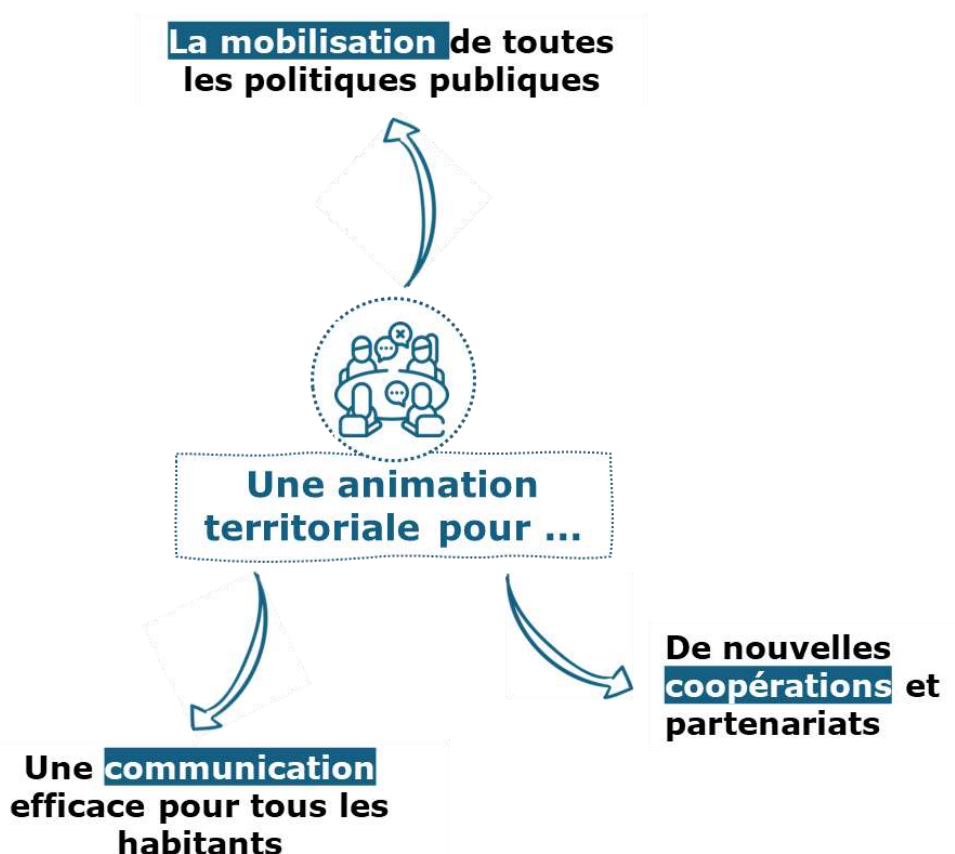 La mobilisation de toutes
les politiques publiques
Une animation
territoriale pour ...
De nouvelles
coopérations et
partenariats
Une communication
efficace pour tous les
habitants